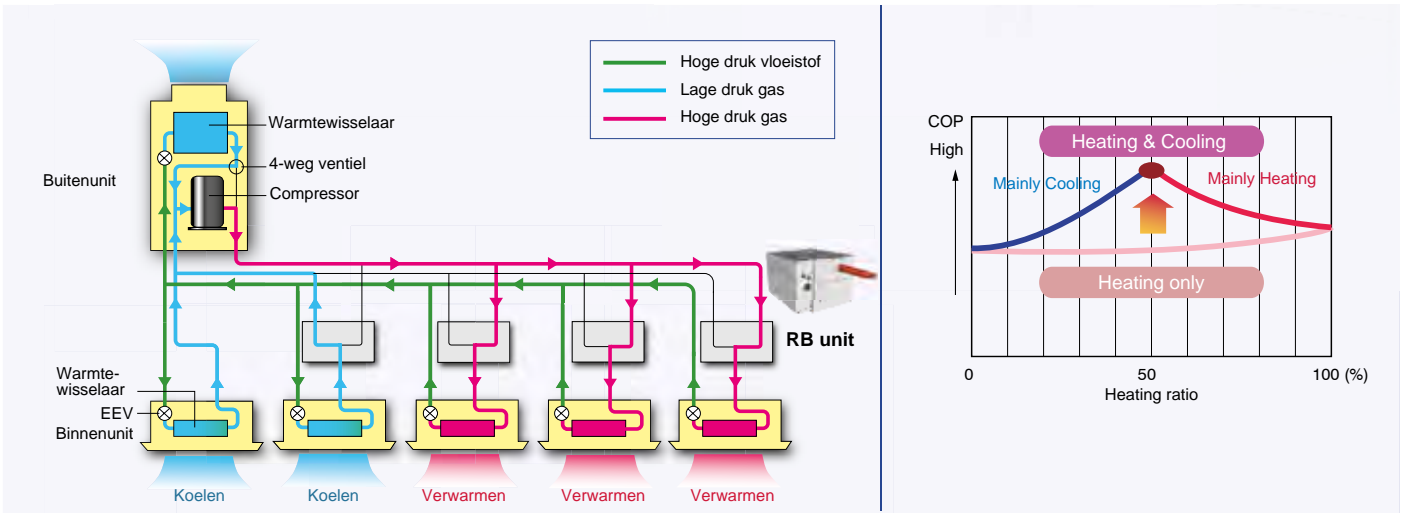 Hoge druk vloeistof
Lage druk gas
Hoge druk gas
Warmtewisselaar
4-weg ventiel
Compressor
Buitenunit
RB unit
Warmte-
wisselaar
EEV
Binnenunit
Koelen
Koelen
Verwarmen
Verwarmen
Verwarmen
COP
High
Heating & Cooling
Mainly Cooling
Mainly Heating
Heating only
0
50
100 (%)
Heating ratio